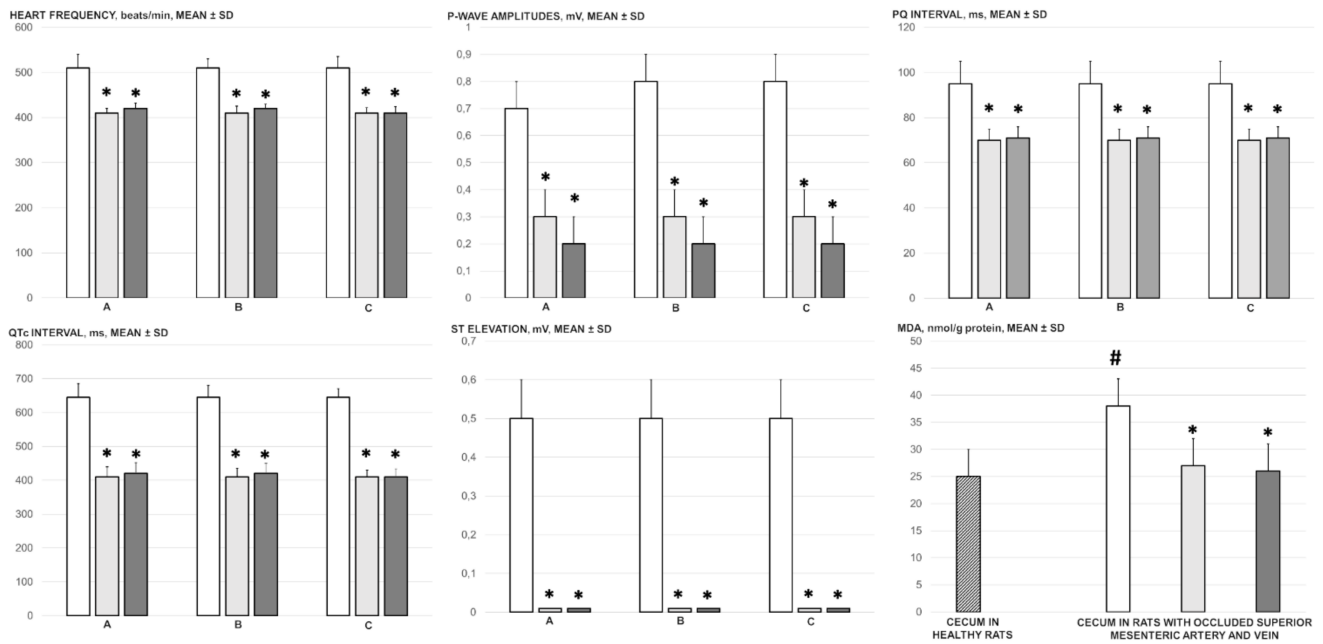 HEART FREQUENCY, beats/min, MEAN ± SD
600
500
400
300
200
100
0
* *
* *
* *
A
B
C
P-WAVE AMPLITUDES, mV, MEAN ± SD
1
0,9
0,8
0,7
0,6
0,5
0,4
0,3
0,2
0,1
0
* *
* *
* *
A
B
C
PQ INTERVAL, ms, MEAN ± SD
120
100
80
60
40
20
0
* *
* *
* *
A
B
C
QTc INTERVAL, ms, MEAN ± SD
800
700
600
500
400
300
200
100
0
* *
* *
* *
A
B
C
ST ELEVATION, mV, MEAN ± SD
0,7
0,6
0,5
0,4
0,3
0,2
0,1
0
* *
* *
* *
A
B
C
MDA, nmol/g protein, MEAN ± SD
50
45
40
35
30
25
20
15
10
5
0
#
*
*
CECUM IN
HEALTHY RATS
CECUM IN RATS WITH OCCLUDED SUPERIOR
MESENTERIC ARTERY AND VEIN